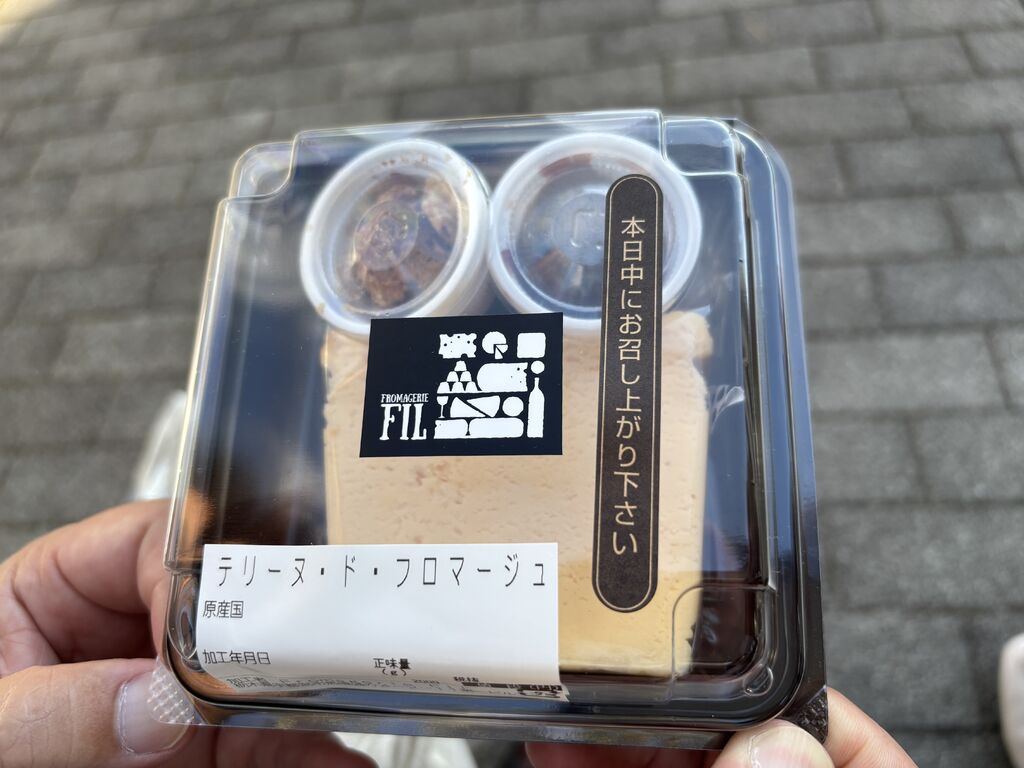 本日中にお召し上がり下さい
FROMAGERIE
FIL
テリーヌ・ド・フロマージュ
原産国
加工年月日
正味量
(g)